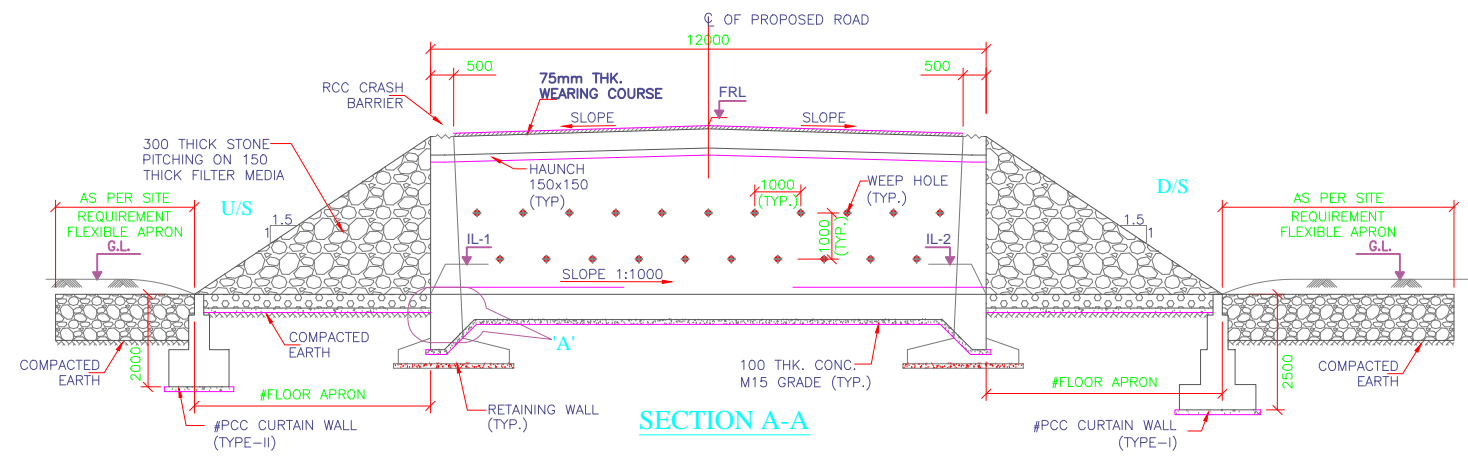 ℄ OF PROPOSED ROAD
12000
500
500
RCC CRASH
BARRIER
75mm THK.
WEARING COURSE
FRL
SLOPE
SLOPE
300 THICK STONE
PITCHING ON 150
THICK FILTER MEDIA
HAUNCH
150x150
(TYP)
1000
(TYP.)
WEEP HOLE
(TYP.)
D/S
U/S
AS PER SITE
REQUIREMENT
FLEXIBLE APRON
G.L.
AS PER SITE
REQUIREMENT
FLEXIBLE APRON
G.L.
1.5
1
1.5
1
1000
(TYP.)
IL-1
IL-2
SLOPE 1:1000
COMPACTED
EARTH
COMPACTED
EARTH
2000
'A'
100 THK. CONC.
M15 GRADE (TYP.)
COMPACTED
EARTH
2500
#FLOOR APRON
#FLOOR APRON
RETAINING WALL
(TYP.)
#PCC CURTAIN WALL
(TYPE-II)
#PCC CURTAIN WALL
(TYPE-I)
SECTION A-A